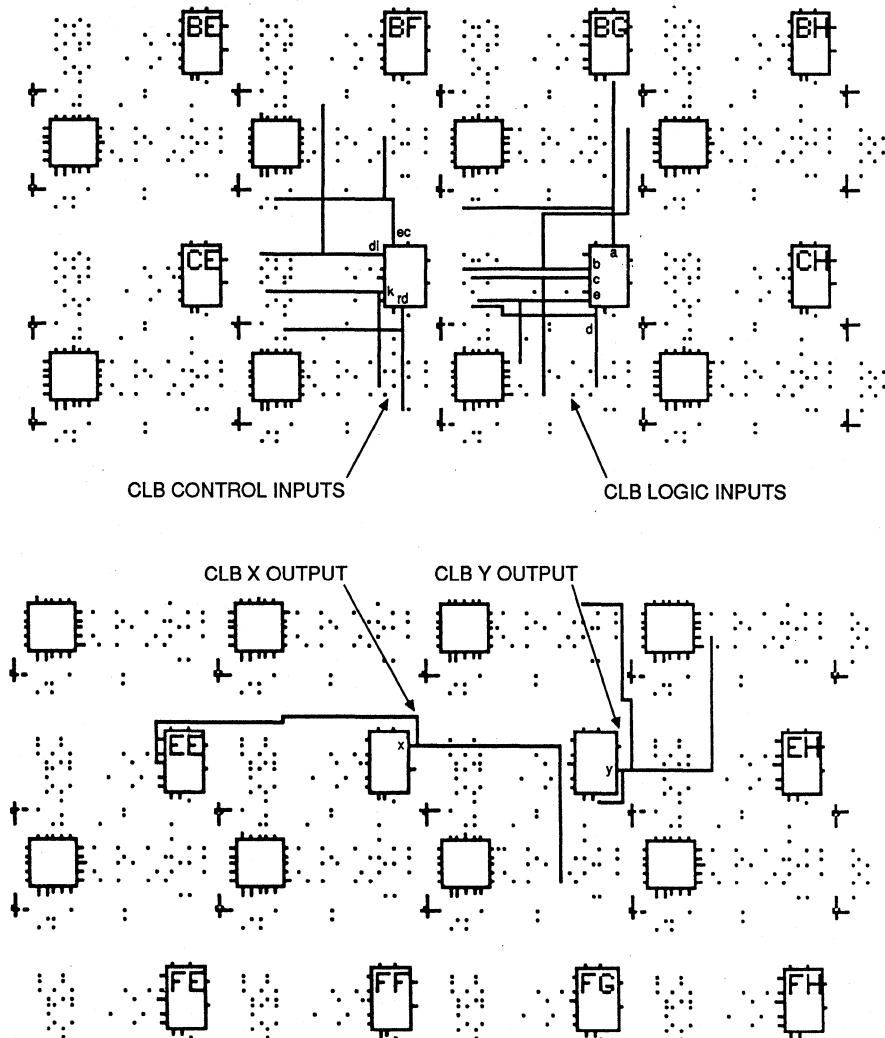 BE BF BG BH
ec
di a
CE b CH
c
k rd e
d
CLB CONTROL INPUTS CLB LOGIC INPUTS
CLB X OUTPUT CLB Y OUTPUT
EE x EH
y
FE FF FG FH